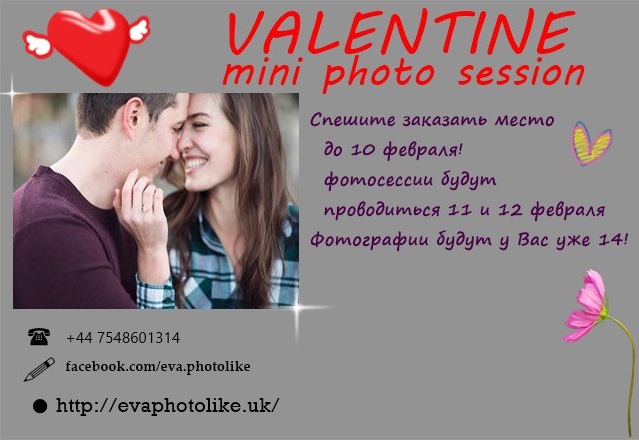 VALENTINE
mini photo session
Спешите заказать место
до 10 февраля!
фотосессии будут
проводиться 11 и 12 февраля
Фотографии будут у Вас уже 14!
+44 7548601314
facebook.com/eva.photolike
http://evaphotolike.uk/